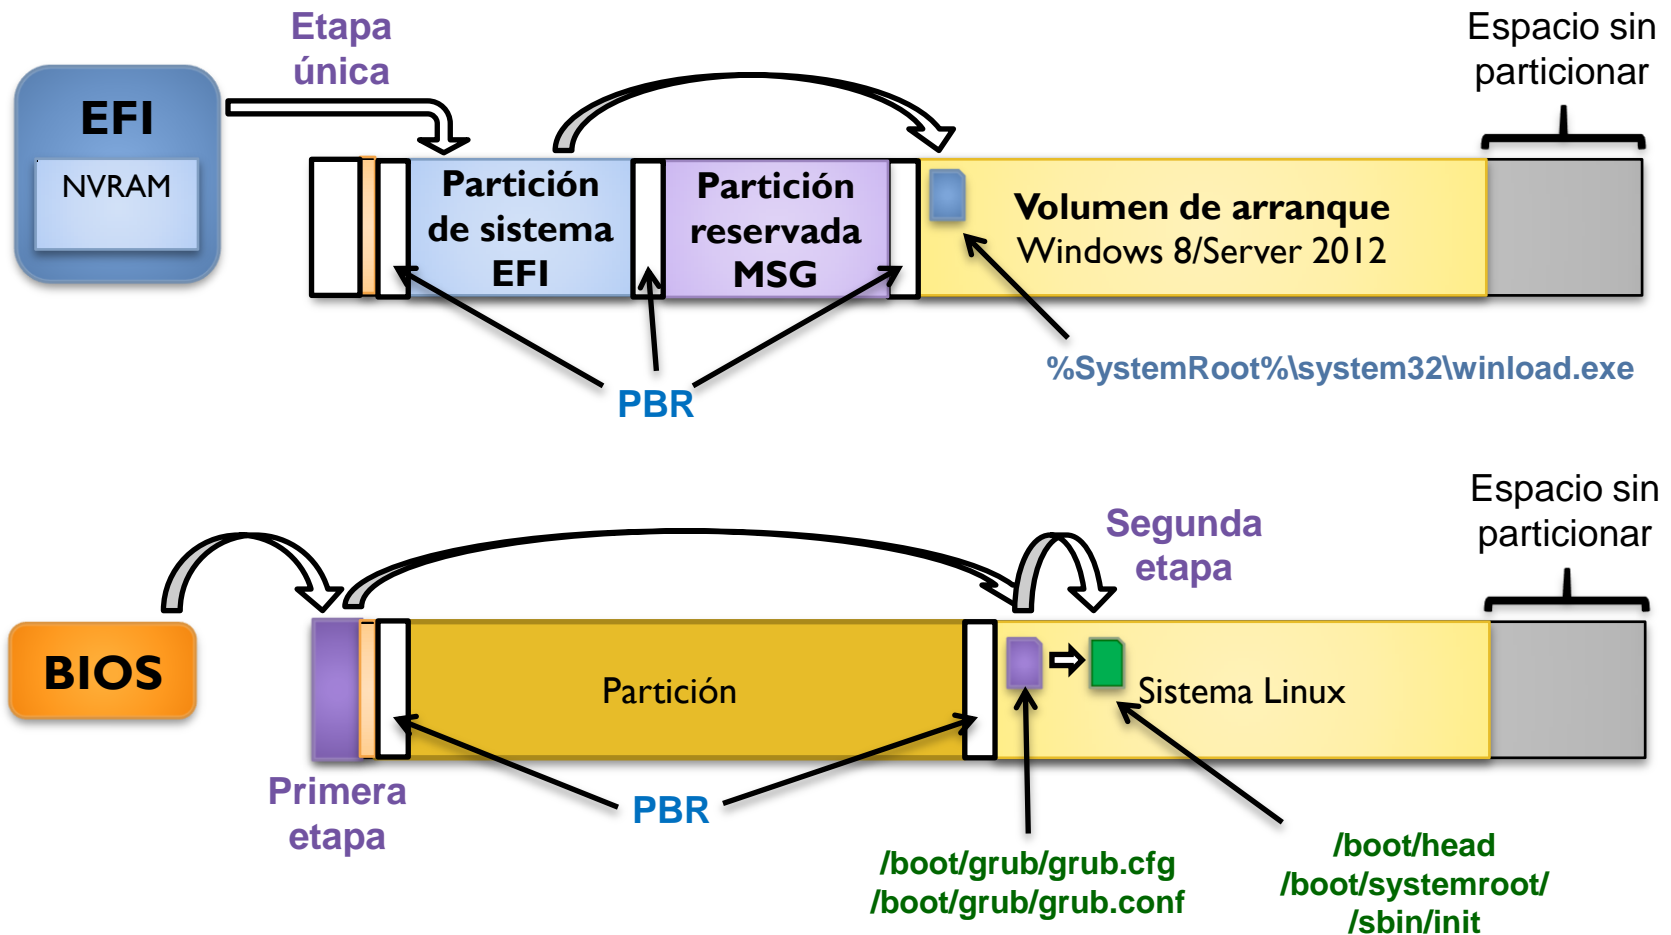 Etapa
única
Espacio sin
particionar
EFI
NVRAM
Partición
de sistema
EFI
Partición
reservada
MSG
Volumen de arranque
Windows 8/Server 2012
%SystemRoot%\system32\winload.exe
PBR
Segunda
etapa
Espacio sin
particionar
BIOS
Partición
Sistema Linux
Primera
etapa
PBR
/boot/grub/grub.cfg
/boot/grub/grub.conf
/boot/head
/boot/systemroot/
/sbin/init